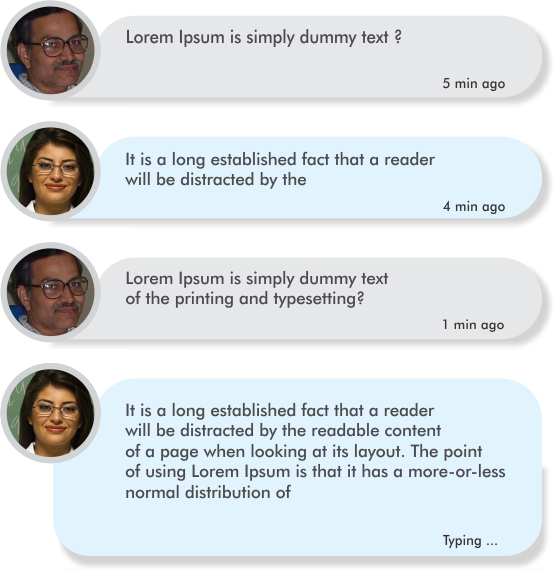 Lorem Ipsum is simply dummy text ?
5 min ago
It is a long established fact that a reader
will be distracted by the
4 min ago
Lorem Ipsum is simply dummy text
of the printing and typesetting?
1 min ago
It is a long established fact that a reader
will be distracted by the readable content
of a page when looking at its layout. The point
of using Lorem Ipsum is that it has a more-or-less
normal distribution of
Typing ...